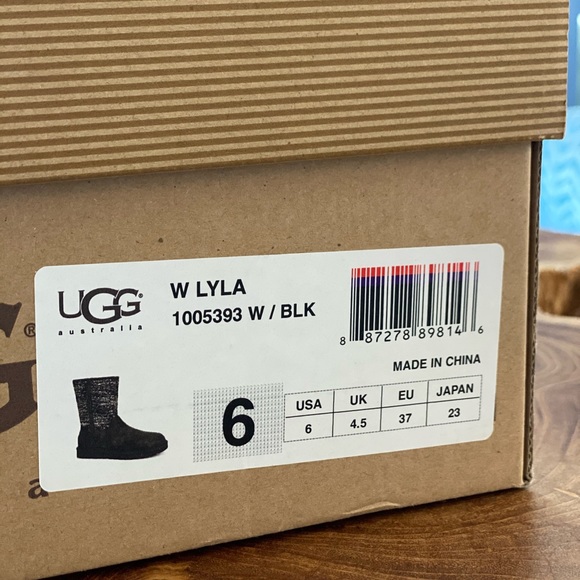 UGG®
australia
W LYLA
1005393 W / BLK
8 87278 89814 6
MADE IN CHINA
6
USA UK EU JAPAN
6 4.5 37 23
G®
a